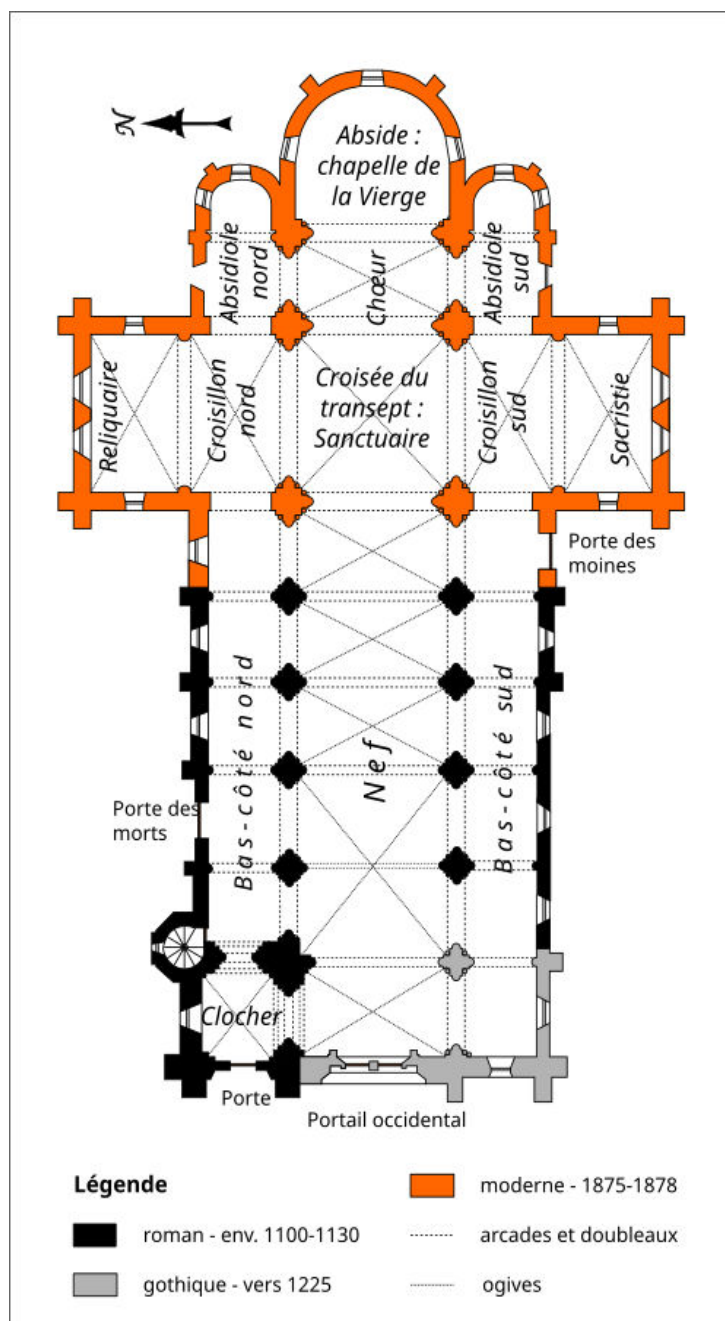 N
Abside :
chapelle de
la Vierge
Absidiole
nord
Chœur
Absidiole
sud
Reliquaire
Croisillon
nord
Croisée du
transept :
Sanctuaire
Croisillon
sud
Sacristie
Porte des
moines
Bas-côté nord
Nef
Bas-côté sud
Porte des
morts
Clocher
Porte
Portail occidental
Légende
roman - env. 1100-1130
gothique - vers 1225
moderne - 1875-1878
arcades et doubleaux
ogives